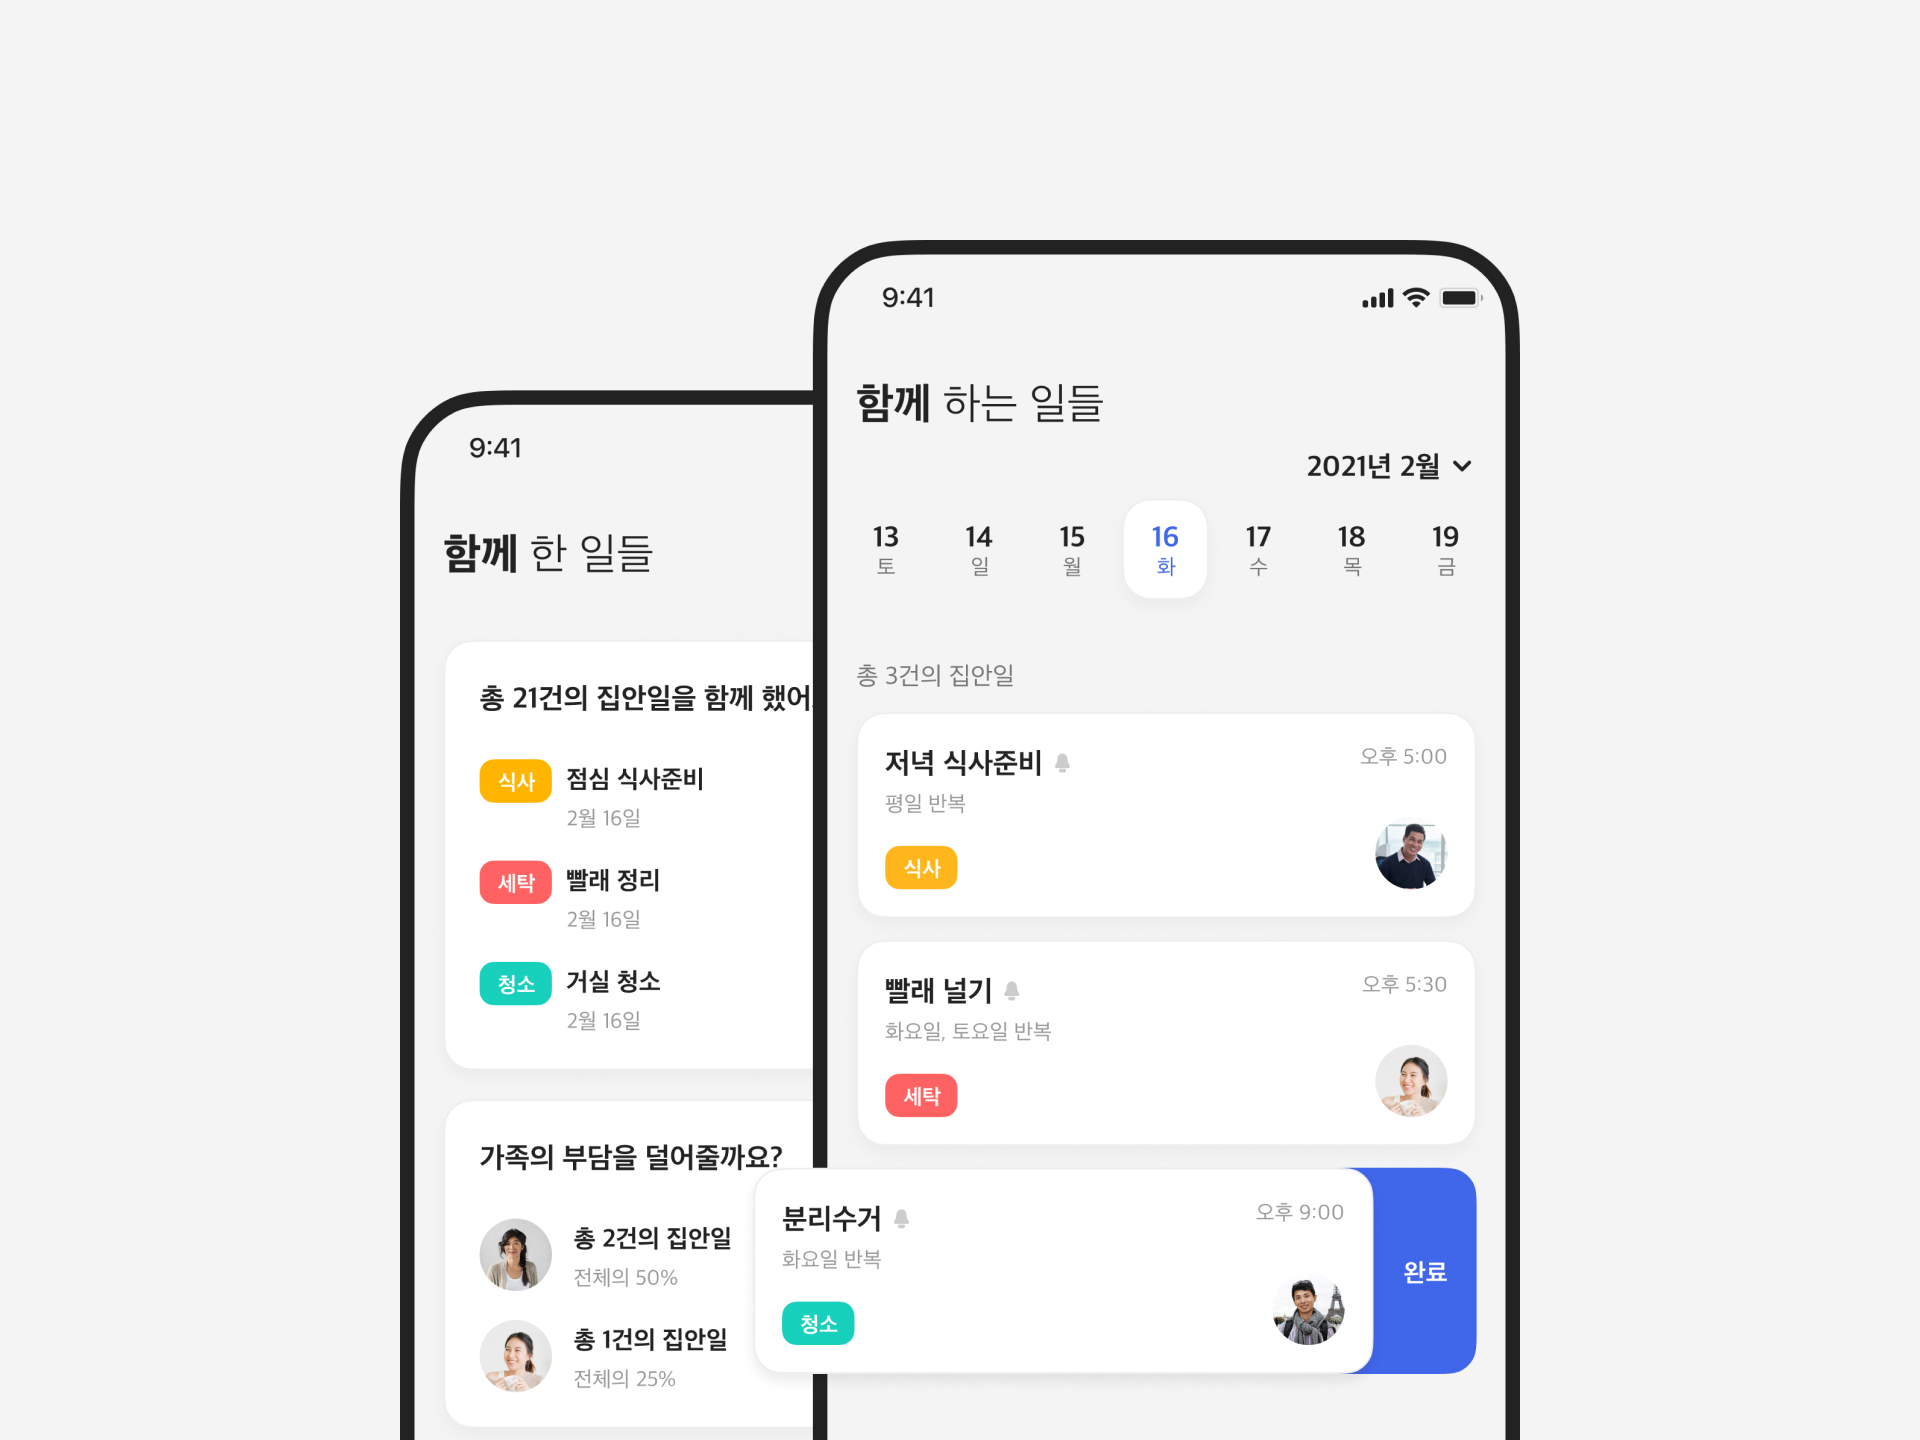 9:41
함께 한 일들
총 21건의 집안일을 함께 했어
식사
점심 식사준비
2월 16일
세탁
빨래 정리
2월 16일
청소
거실 청소
2월 16일
가족의 부담을 덜어줄까요?
총 2건의 집안일
전체의 50%
총 1건의 집안일
전체의 25%
9:41
함께 하는 일들
2021년 2월
13 14 15 16 17 18 19
토 일 월 화 수 목 금
총 3건의 집안일
저녁 식사준비
오후 5:00
평일 반복
식사
빨래 널기
오후 5:30
화요일, 토요일 반복
세탁
분리수거
오후 9:00
화요일 반복
청소
완료